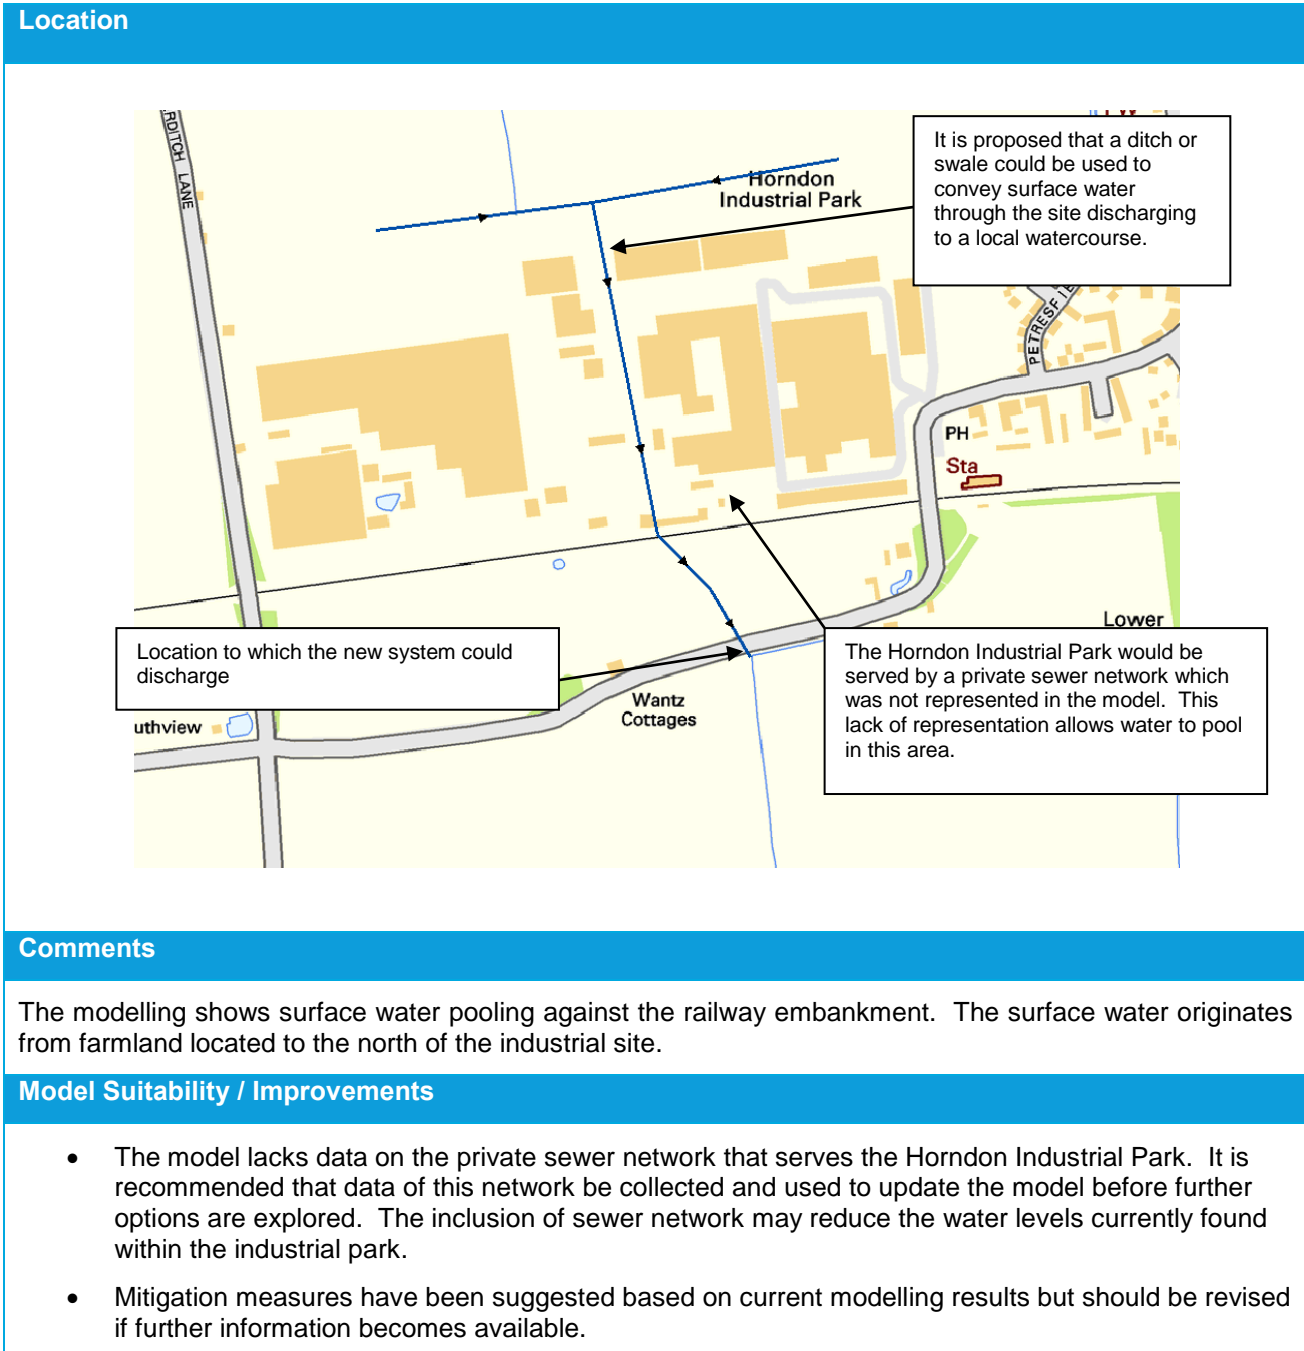 Location
RDITCH LANE
It is proposed that a ditch or
swale could be used to
convey surface water
through the site discharging
to a local watercourse.
Horndon
Industrial Park
PETRESFIE
PH
Sta
Lower
Location to which the new system could
discharge
The Horndon Industrial Park would be
served by a private sewer network which
was not represented in the model. This
lack of representation allows water to pool
in this area.
uthview
Wantz
Cottages
Comments
The modelling shows surface water pooling against the railway embankment. The surface water originates
from farmland located to the north of the industrial site.
Model Suitability / Improvements
• The model lacks data on the private sewer network that serves the Horndon Industrial Park. It is
recommended that data of this network be collected and used to update the model before further
options are explored. The inclusion of sewer network may reduce the water levels currently found
within the industrial park.
• Mitigation measures have been suggested based on current modelling results but should be revised
if further information becomes available.